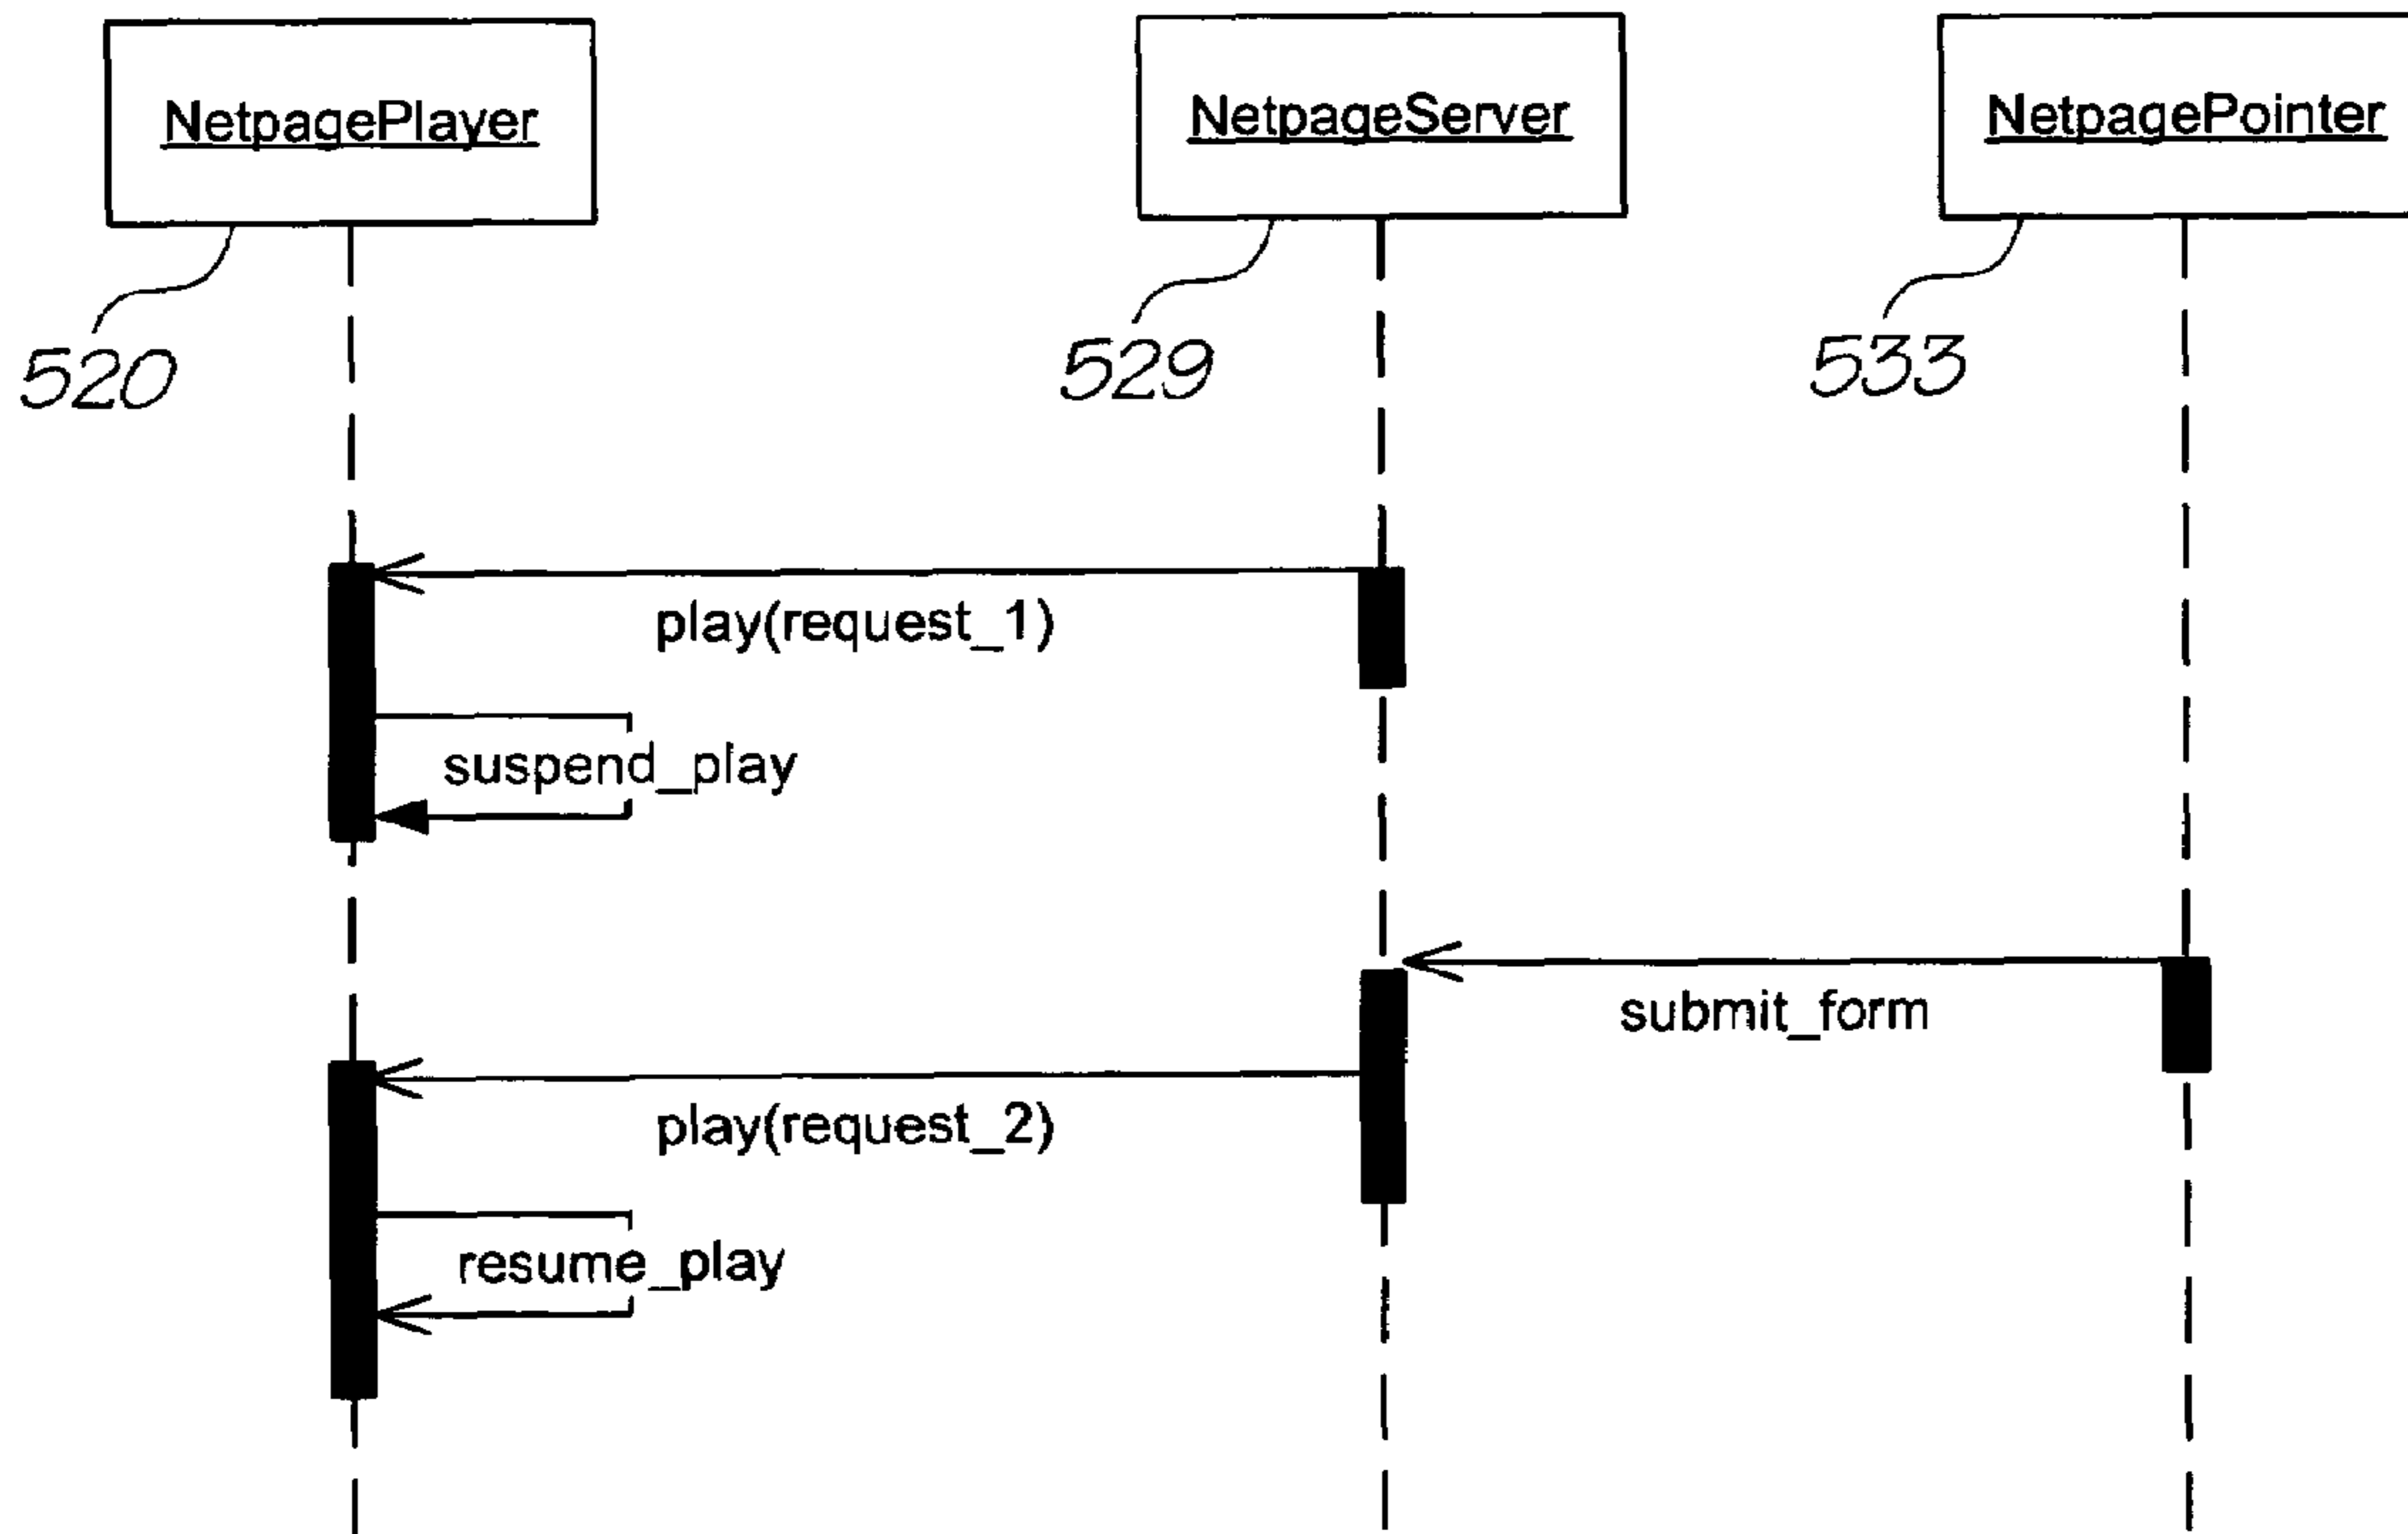 NetpagePlayer
NetpageServer
NetpagePointer
520
529
533
play(request_1)
suspend_play
submit_form
play(request_2)
resume_play